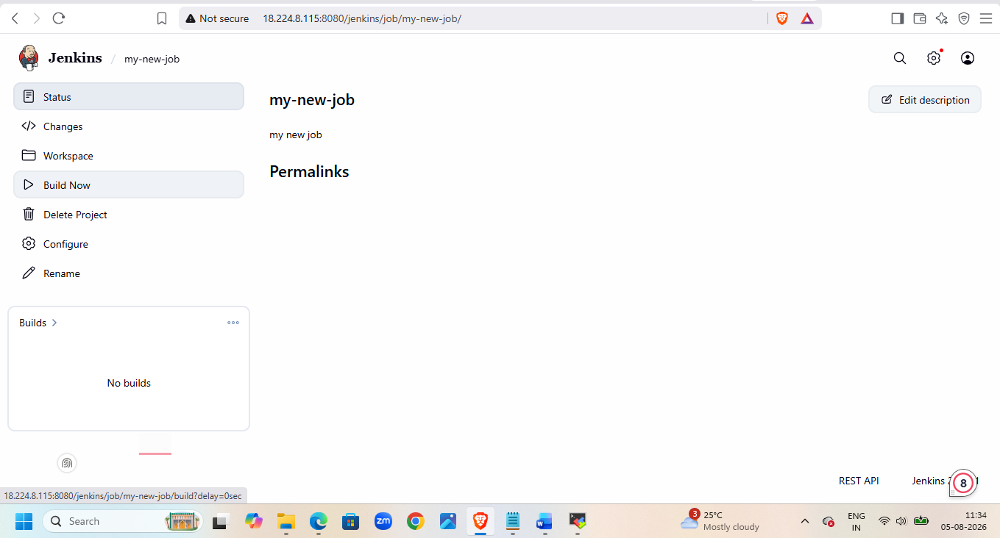 Not secure 18.224.8.115:8080/jenkins/job/my-new-job/
Jenkins / my-new-job
Status
Changes
Workspace
Build Now
Delete Project
Configure
Rename
my-new-job
Edit description
my new job
Permalinks
Builds
No builds
REST API Jenkins
8
18.224.8.115:8080/jenkins/job/my-new-job/build?delay=0sec
Search
zm
3
25°C
Mostly cloudy
ENG
IN
11:34
05-08-2026